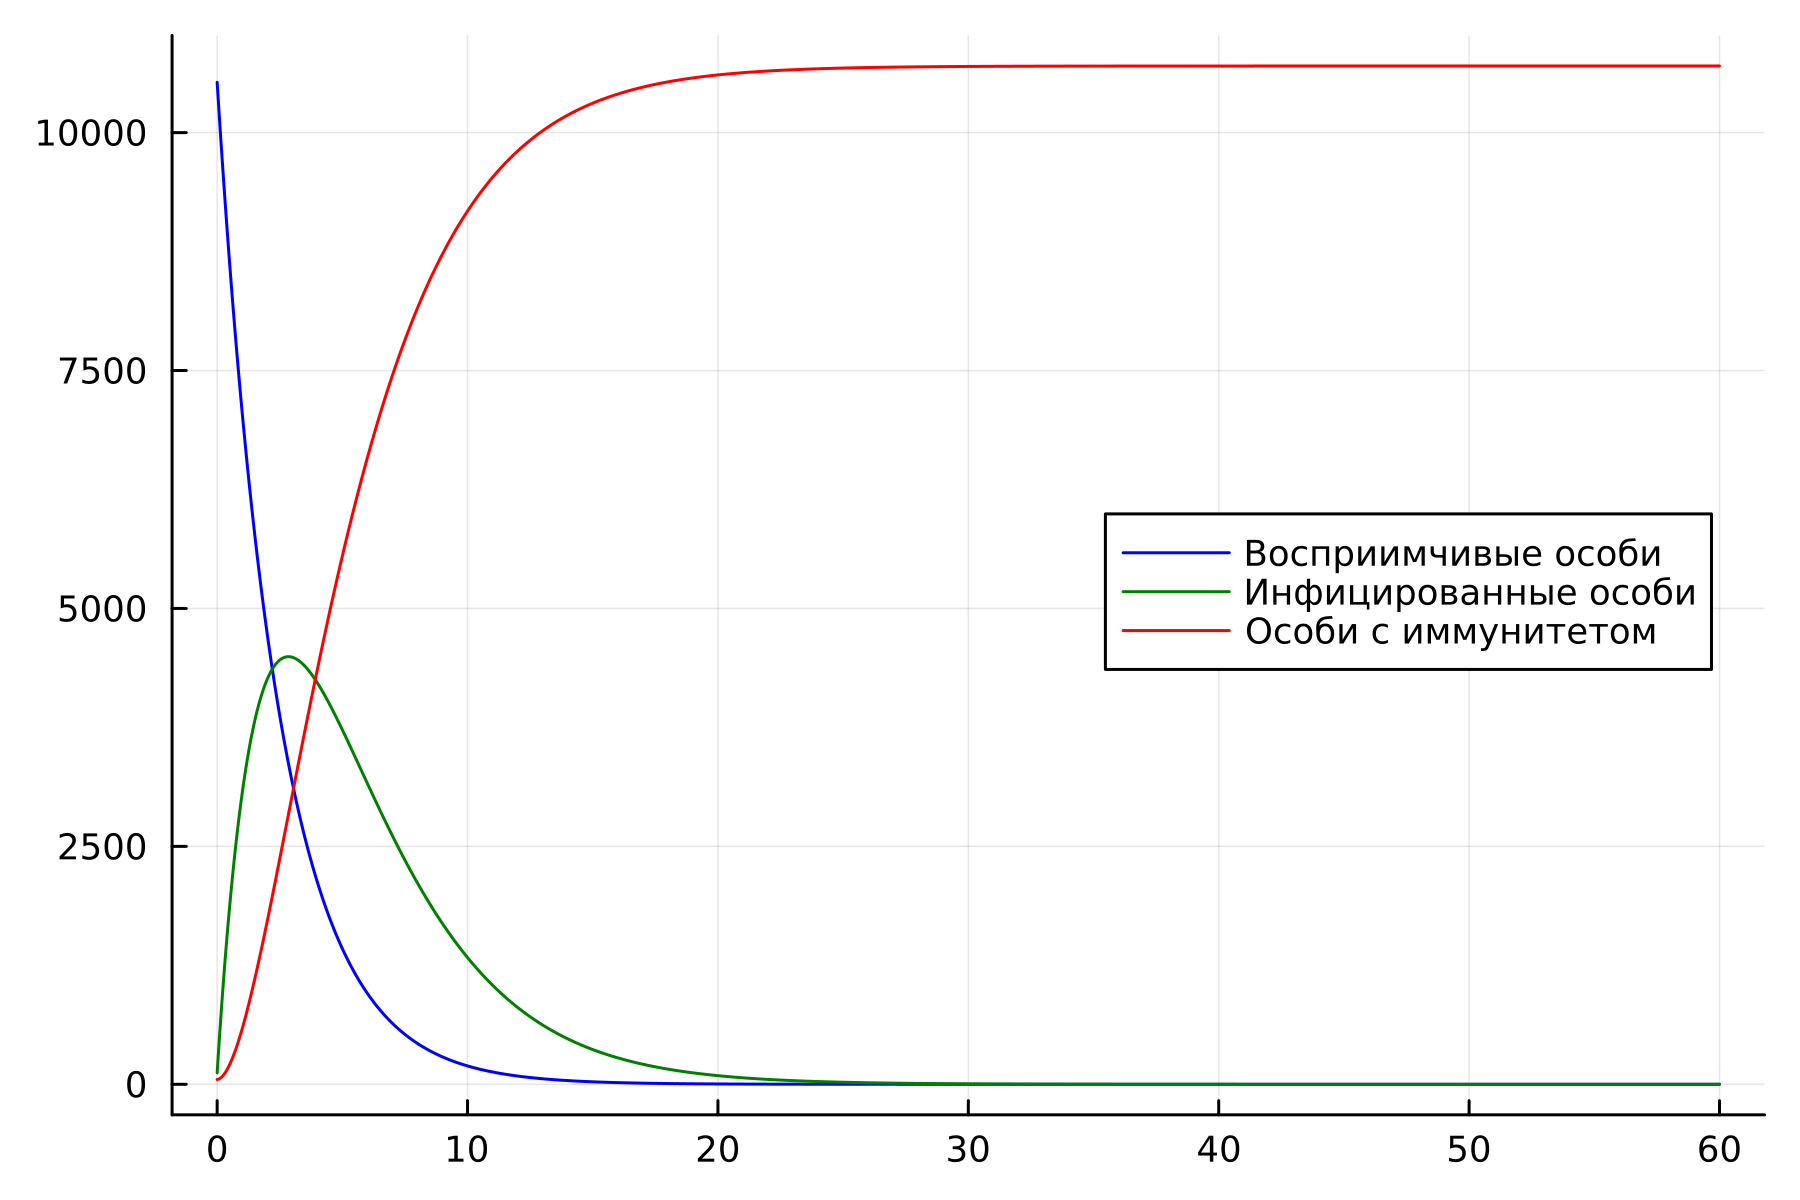 10000
7500
5000
2500
0
0 10 20 30 40 50 60
Восприимчивые особи
Инфицированные особи
Особи с иммунитетом